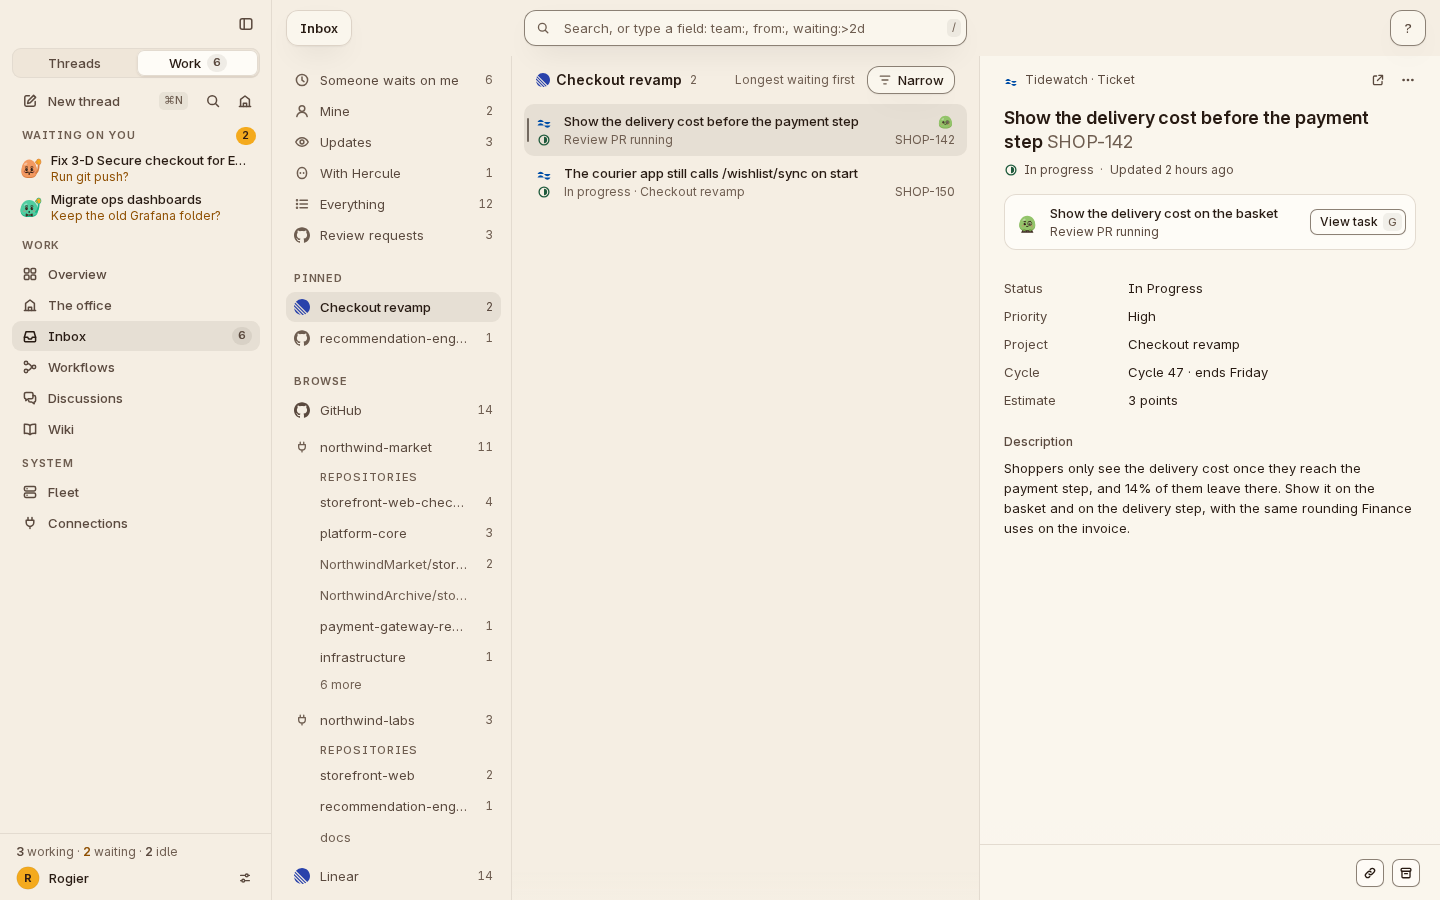 Threads
Work 6
New thread ⌘N
WAITING ON YOU 2
Fix 3-D Secure checkout for E…
Run git push?
Migrate ops dashboards
Keep the old Grafana folder?
WORK
Overview
The office
Inbox 6
Workflows
Discussions
Wiki
SYSTEM
Fleet
Connections
3 working · 2 waiting · 2 idle
R Rogier
Inbox
Someone waits on me 6
Mine 2
Updates 3
With Hercule 1
Everything 12
Review requests 3
PINNED
Checkout revamp 2
recommendation-eng… 1
BROWSE
GitHub 14
northwind-market 11
REPOSITORIES
storefront-web-chec… 4
platform-core 3
NorthwindMarket/stor… 2
NorthwindArchive/sto…
payment-gateway-re… 1
infrastructure 1
6 more
northwind-labs 3
REPOSITORIES
storefront-web 2
recommendation-eng… 1
docs
Linear 14
Search, or type a field: team:, from:, waiting:>2d /
?
Checkout revamp 2 Longest waiting first Narrow
Show the delivery cost before the payment step
Review PR running SHOP-142
The courier app still calls /wishlist/sync on start
In progress · Checkout revamp SHOP-150
Tidewatch · Ticket
Show the delivery cost before the payment
step SHOP-142
In progress · Updated 2 hours ago
Show the delivery cost on the basket
Review PR running
View task G
Status In Progress
Priority High
Project Checkout revamp
Cycle Cycle 47 · ends Friday
Estimate 3 points
Description
Shoppers only see the delivery cost once they reach the
payment step, and 14% of them leave there. Show it on the
basket and on the delivery step, with the same rounding Finance
uses on the invoice.